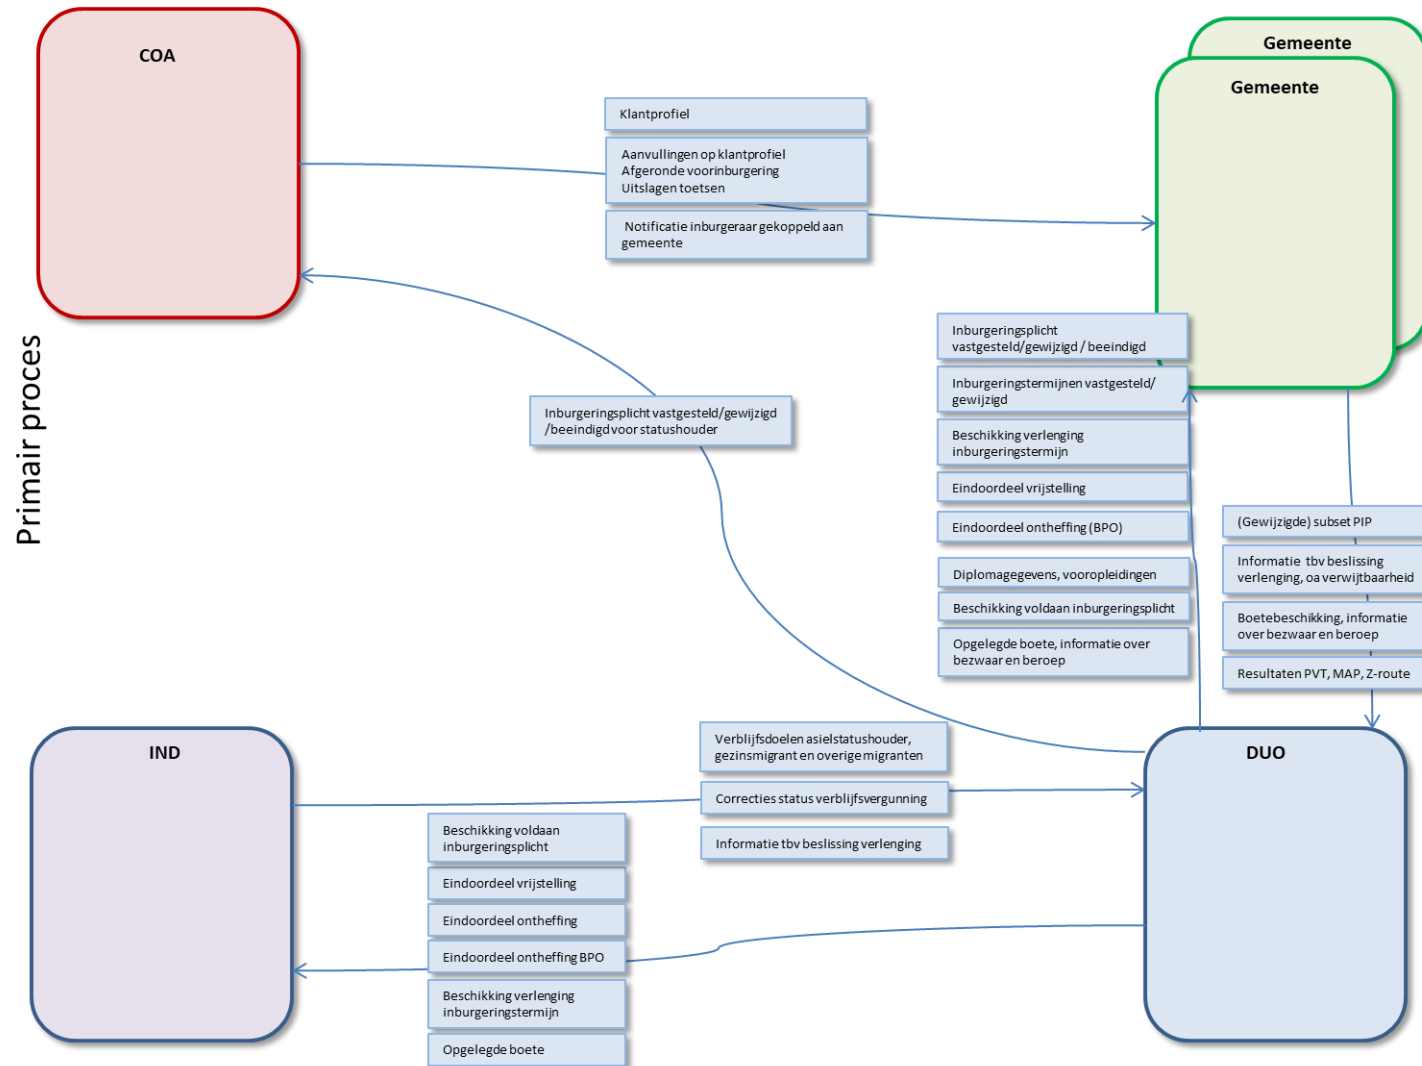 COA
Gemeente
Gemeente
Klantprofiel
Aanvullingen op klantprofiel
Afgeronde voorinburgering
Uitslagen toetsen
Notificatie inburgeraar gekoppeld aan
gemeente
Primair proces
Inburgeringsplicht vastgesteld/gewijzigd
/beeindigd voor statushouder
Inburgeringsplicht
vastgesteld/gewijzigd / beeindigd
Inburgeringstermijnen vastgesteld/
gewijzigd
Beschikking verlenging
inburgeringstermijn
Eindoordeel vrijstelling
Eindoordeel ontheffing (BPO)
Diplomagegevens, vooropleidingen
Beschikking voldaan inburgeringsplicht
Opgelegde boete, informatie over
bezwaar en beroep
(Gewijzigde) subset PIP
Informatie tbv beslissing
verlenging, oa verwijtbaarheid
Boetebeschikking, informatie
over bezwaar en beroep
Resultaten PVT, MAP, Z-route
IND
Verblijfsdoelen asielstatushouder,
gezinsmigrant en overige migranten
Correcties status verblijfsvergunning
Informatie tbv beslissing verlenging
DUO
Beschikking voldaan
inburgeringsplicht
Eindoordeel vrijstelling
Eindoordeel ontheffing
Eindoordeel ontheffing BPO
Beschikking verlenging
inburgeringstermijn
Opgelegde boete